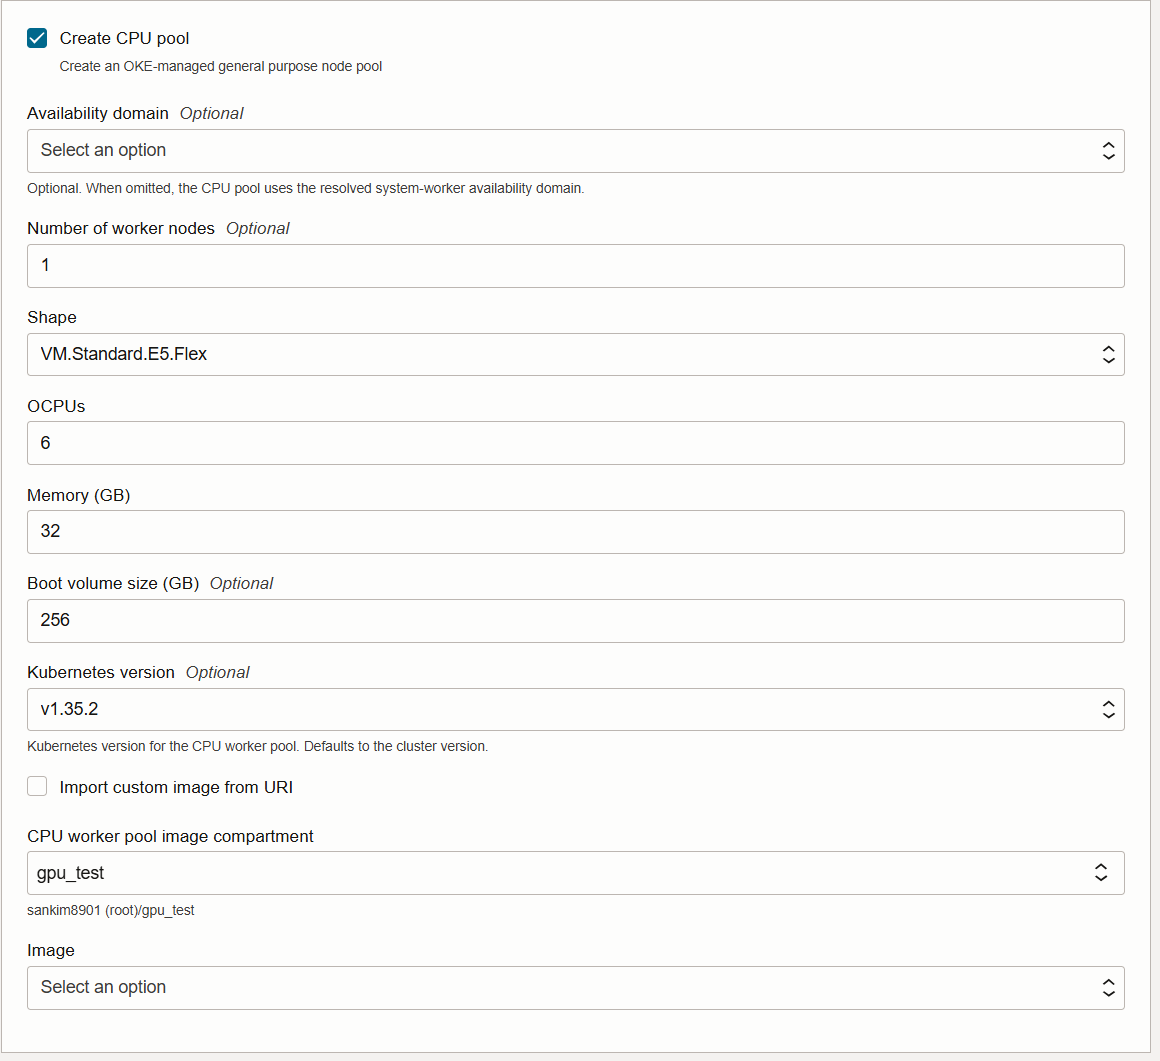 Create CPU pool
Create an OKE-managed general purpose node pool
Availability domain Optional
Select an option
Optional. When omitted, the CPU pool uses the resolved system-worker availability domain.
Number of worker nodes Optional
1
Shape
VM.Standard.E5.Flex
OCPUs
6
Memory (GB)
32
Boot volume size (GB) Optional
256
Kubernetes version Optional
v1.35.2
Kubernetes version for the CPU worker pool. Defaults to the cluster version.
Import custom image from URI
CPU worker pool image compartment
gpu_test
sankim8901 (root)/gpu_test
Image
Select an option